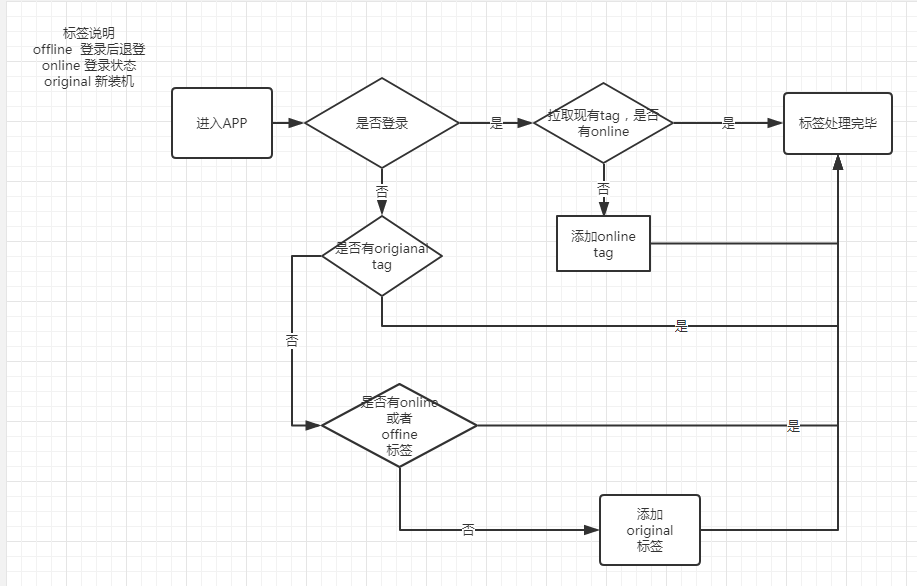 标签说明
offline 登录后退登
online 登录状态
original 新装机
进入APP
是否登录
是
拉取现有tag，是否
有online
是
标签处理完毕
否
否
添加online
tag
是否有origianal
tag
是
否
是否有online
或者
offine
标签
是
否
添加
original
标签